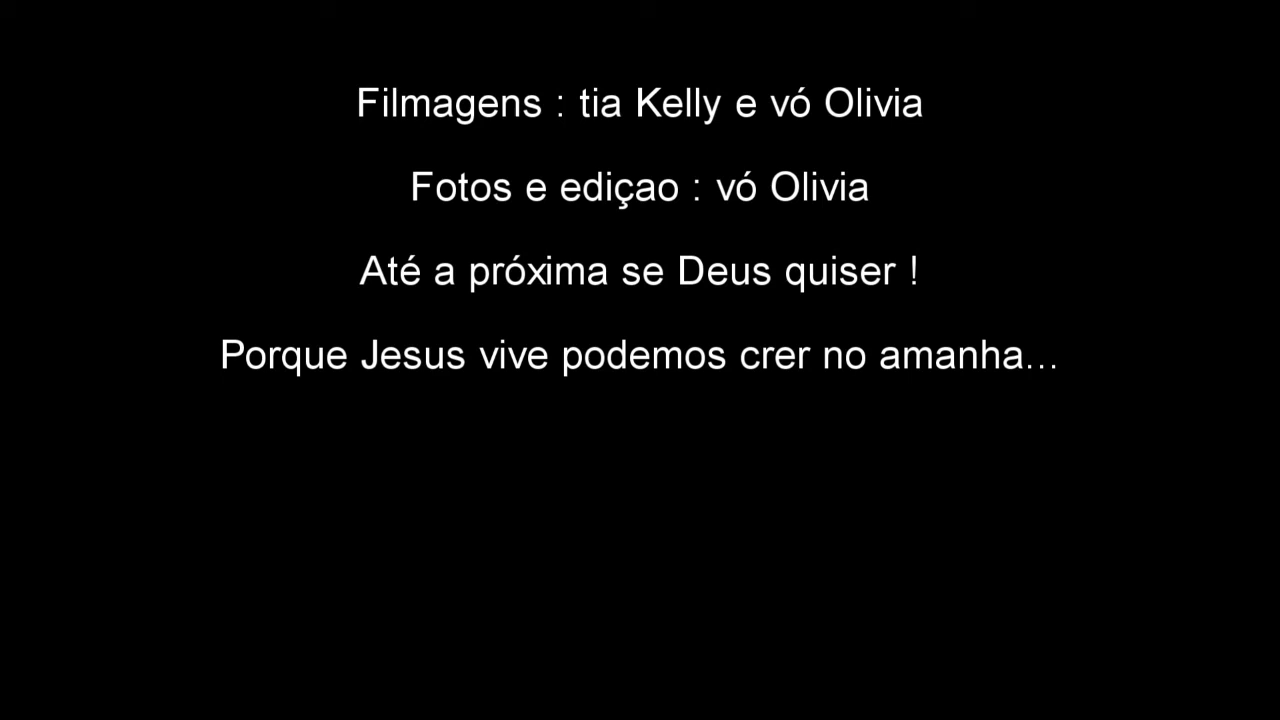 Filmagens : tia Kelly e vó Olivia
Fotos e ediçao : vó Olivia
Até a próxima se Deus quiser !
Porque Jesus vive podemos crer no amanha...